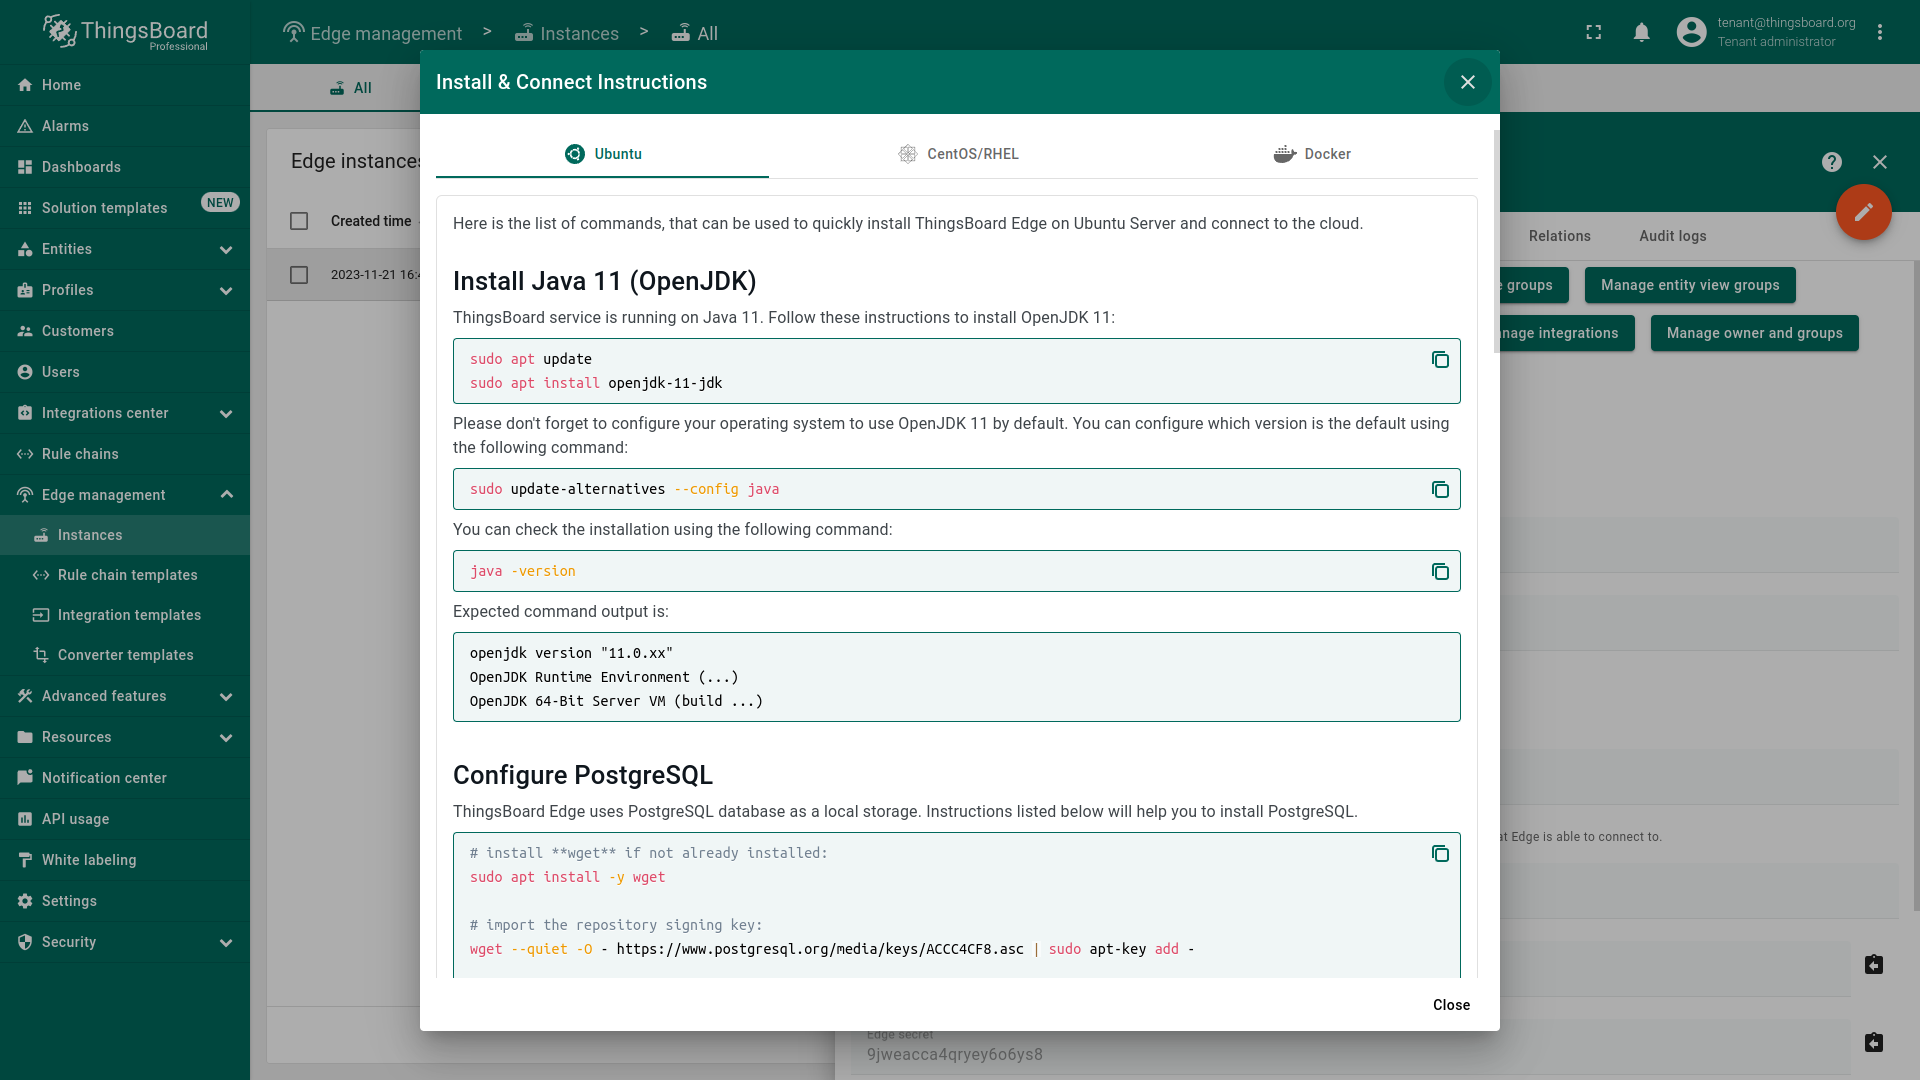 ThingsBoard
Professional
Edge management > Instances > All
tenant@thingsboard.org
Tenant administrator
Home
Alarms
Dashboards
Solution templates NEW
Entities
Profiles
Customers
Users
Integrations center
Rule chains
Edge management
Instances
Rule chain templates
Integration templates
Converter templates
Advanced features
Resources
Notification center
API usage
White labeling
Settings
Security
All
Edge instances
Created time
2023-11-21 16:
Install & Connect Instructions
Ubuntu
CentOS/RHEL
Docker
Here is the list of commands, that can be used to quickly install ThingsBoard Edge on Ubuntu Server and connect to the cloud.
Install Java 11 (OpenJDK)
ThingsBoard service is running on Java 11. Follow these instructions to install OpenJDK 11:
sudo apt update
sudo apt install openjdk-11-jdk
Please don't forget to configure your operating system to use OpenJDK 11 by default. You can configure which version is the default using
the following command:
sudo update-alternatives --config java
You can check the installation using the following command:
java -version
Expected command output is:
openjdk version "11.0.xx"
OpenJDK Runtime Environment (...)
OpenJDK 64-Bit Server VM (build ...)
Configure PostgreSQL
ThingsBoard Edge uses PostgreSQL database as a local storage. Instructions listed below will help you to install PostgreSQL.
# install **wget** if not already installed:
sudo apt install -y wget
# import the repository signing key:
wget --quiet -O - https://www.postgresql.org/media/keys/ACCC4CF8.asc | sudo apt-key add -
Close
Relations
Audit logs
groups
Manage entity view groups
nage integrations
Manage owner and groups
at Edge is able to connect to.
Edge secret
9jweacca4qryey6o6ys8